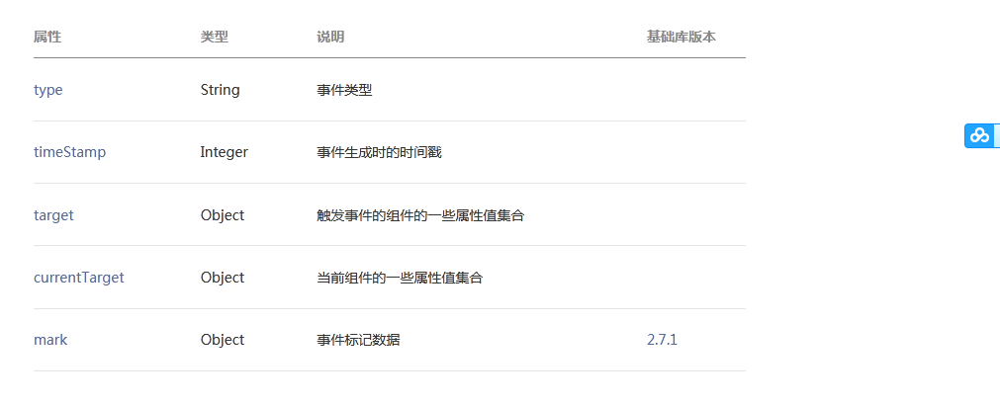 属性 类型 说明 基础库版本
type String 事件类型
timeStamp Integer 事件生成时的时间戳
target Object 触发事件的组件的一些属性值集合
currentTarget Object 当前组件的一些属性值集合
mark Object 事件标记数据 2.7.1